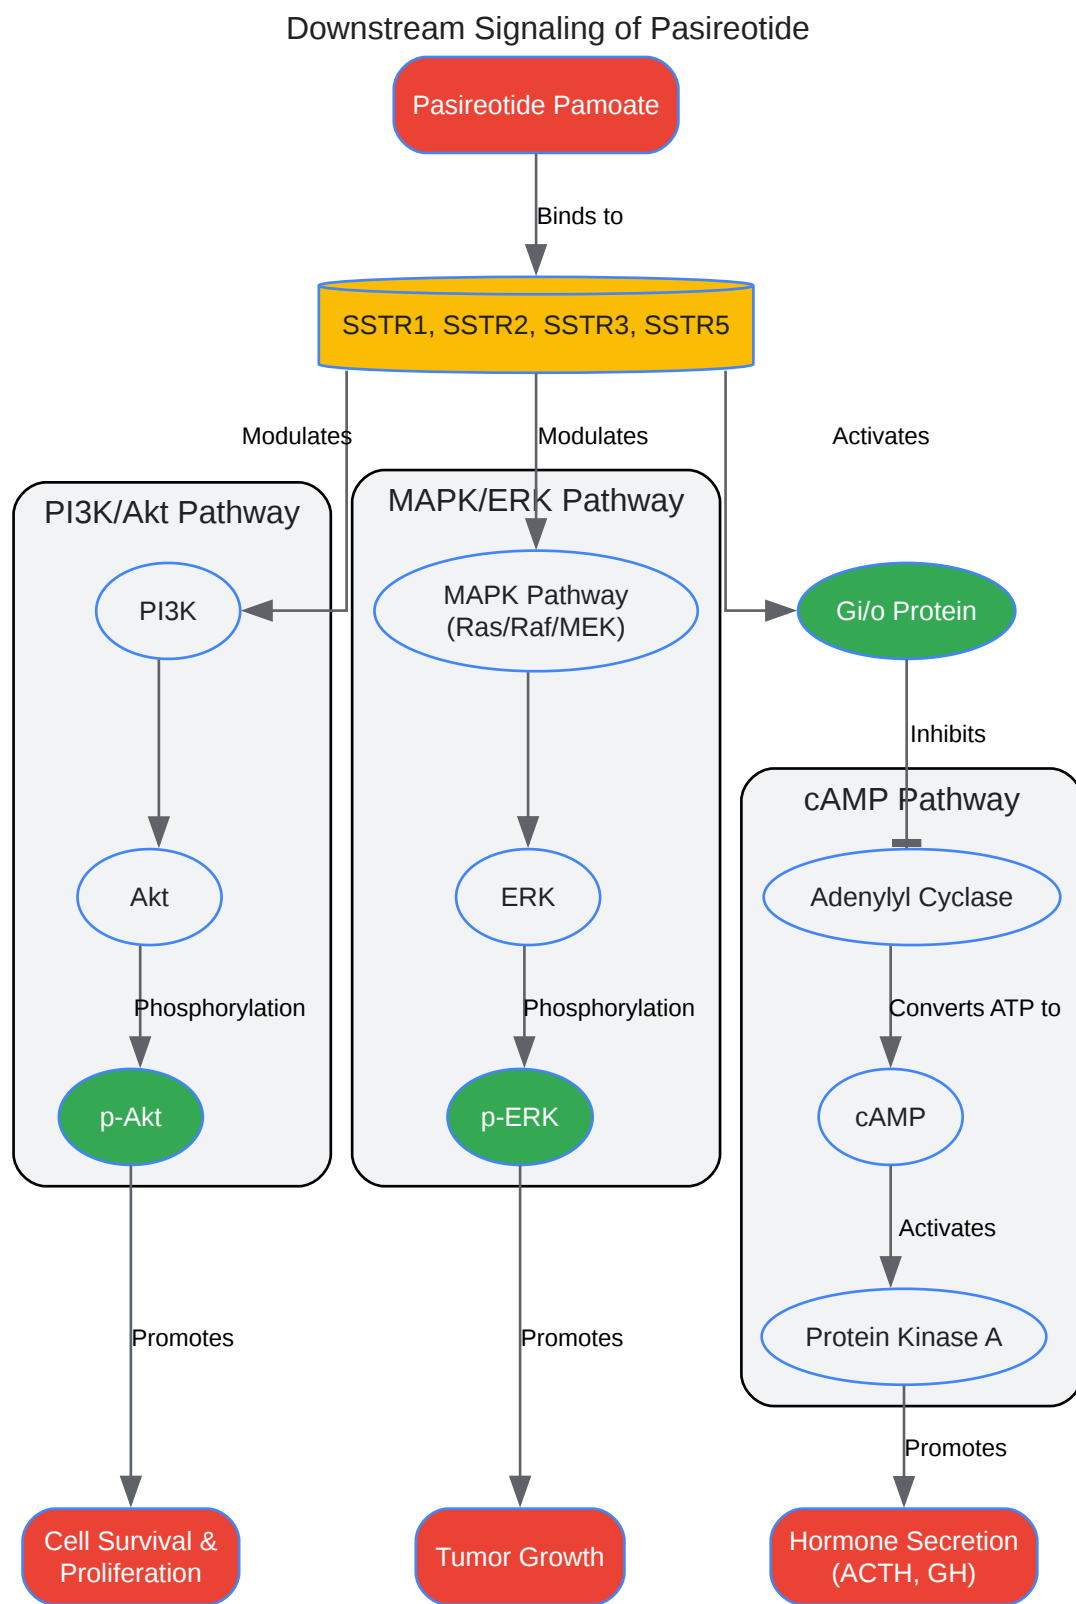 Downstream Signaling of Pasireotide
Pasireotide Pamoate
Binds to
SSTR1, SSTR2, SSTR3, SSTR5
Modulates
Modulates
Activates
PI3K/Akt Pathway
MAPK/ERK Pathway
PI3K
MAPK Pathway
(Ras/Raf/MEK)
Gi/o Protein
Inhibits
cAMP Pathway
Akt
ERK
Adenylyl Cyclase
Phosphorylation
Phosphorylation
Converts ATP to
p-Akt
p-ERK
cAMP
Activates
Promotes
Promotes
Protein Kinase A
Promotes
Cell Survival &
Proliferation
Tumor Growth
Hormone Secretion
(ACTH, GH)